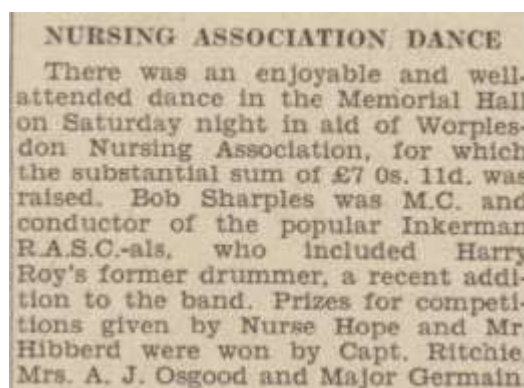 NURSING ASSOCIATION DANCE
There was an enjoyable and well-
attended dance in the Memorial Hall
on Saturday night in aid of Worples-
don Nursing Association, for which
the substantial sum of £7 0s. 11d. was
raised. Bob Sharples was M.C. and
conductor of the popular Inkerman
R.A.S.C.-als, who included Harry
Roy's former drummer, a recent addi-
tion to the band. Prizes for competi-
tions given by Nurse Hope and Mr.
Hibberd were won by Capt. Ritchie,
Mrs. A. J. Osgood and Major Germain.